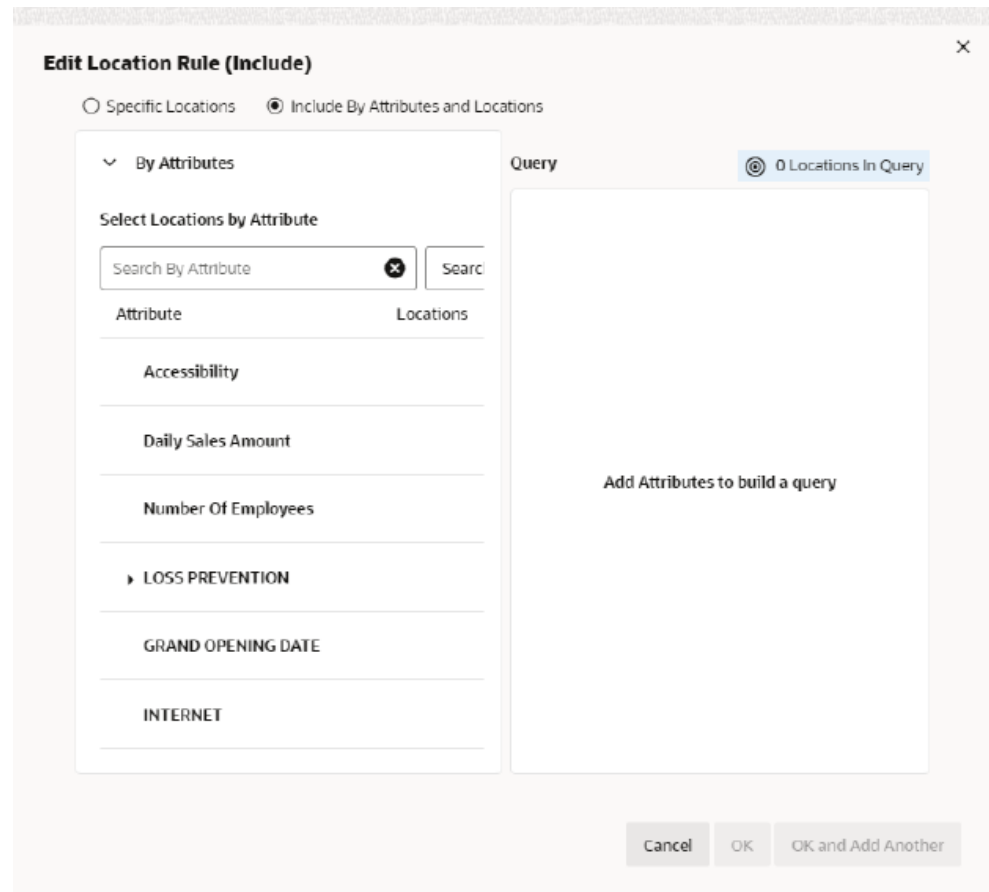 Edit Location Rule (Include)
Specific Locations Include By Attributes and Locations
By Attributes
Query
0 Locations In Query
Select Locations by Attribute
Search By Attribute
Searc
Attribute Locations
Accessibility
Daily Sales Amount
Number Of Employees
LOSS PREVENTION
GRAND OPENING DATE
INTERNET
Add Attributes to build a query
Cancel OK OK and Add Another